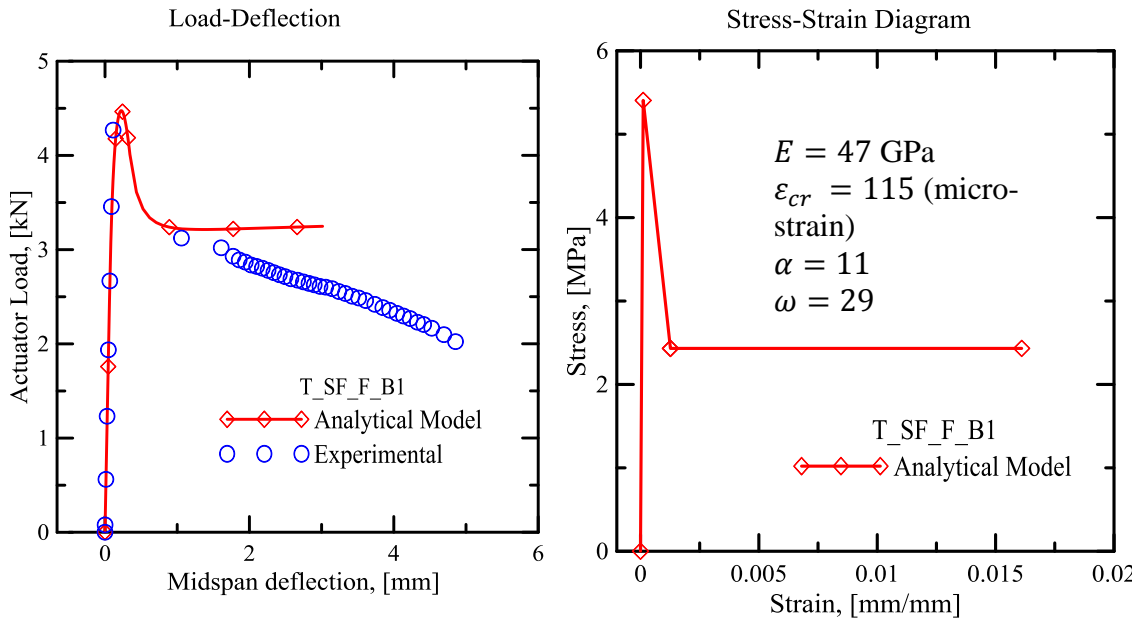 Load-Deflection
5
4
3
2
1
0
0 2 4 6
Actuator Load, [kN]
Midspan deflection, [mm]
T_SF_F_B1
Analytical Model
Experimental
Stress-Strain Diagram
6
4
2
0
0 0.005 0.01 0.015 0.02
Stress, [MPa]
Strain, [mm/mm]
E = 47 GPa
ε_cr = 115 (micro-
strain)
α = 11
ω = 29
T_SF_F_B1
Analytical Model